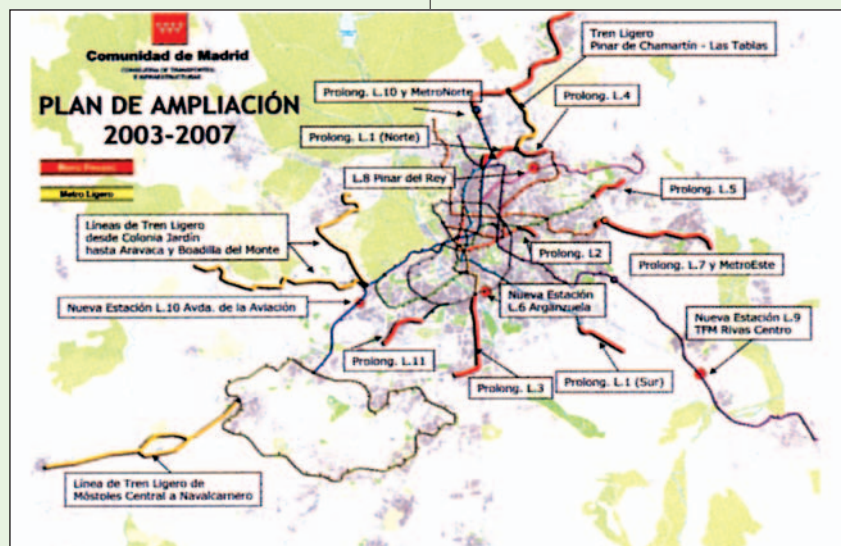 Comunidad de Madrid
CONSEJERIA DE TRANSPORTES
E INFRAESTRUCTURAS
PLAN DE AMPLIACIÓN
2003-2007
Metro Ligero
Tren Ligero
Pinar de Chamartín - Las Tablas
Prolong. L.10 y MetroNorte
Prolong. L.4
Prolong. L.1 (Norte)
L.8 Pinar del Rey
Prolong. L.5
Líneas de Tren Ligero
desde Colonia Jardín
hasta Aravaca y Boadilla del Monte
Prolong. L2
Prolong. L.7 y MetroEste
Nueva Estación L.10 Avda. de la Aviación
Nueva Estación
L.6 Arganzuela
Nueva Estación L.9
TFM Rivas Centro
Prolong. L.11
Prolong. L.3
Prolong. L.1 (Sur)
Línea de Tren Ligero de
Móstoles Central a Navalcarnero